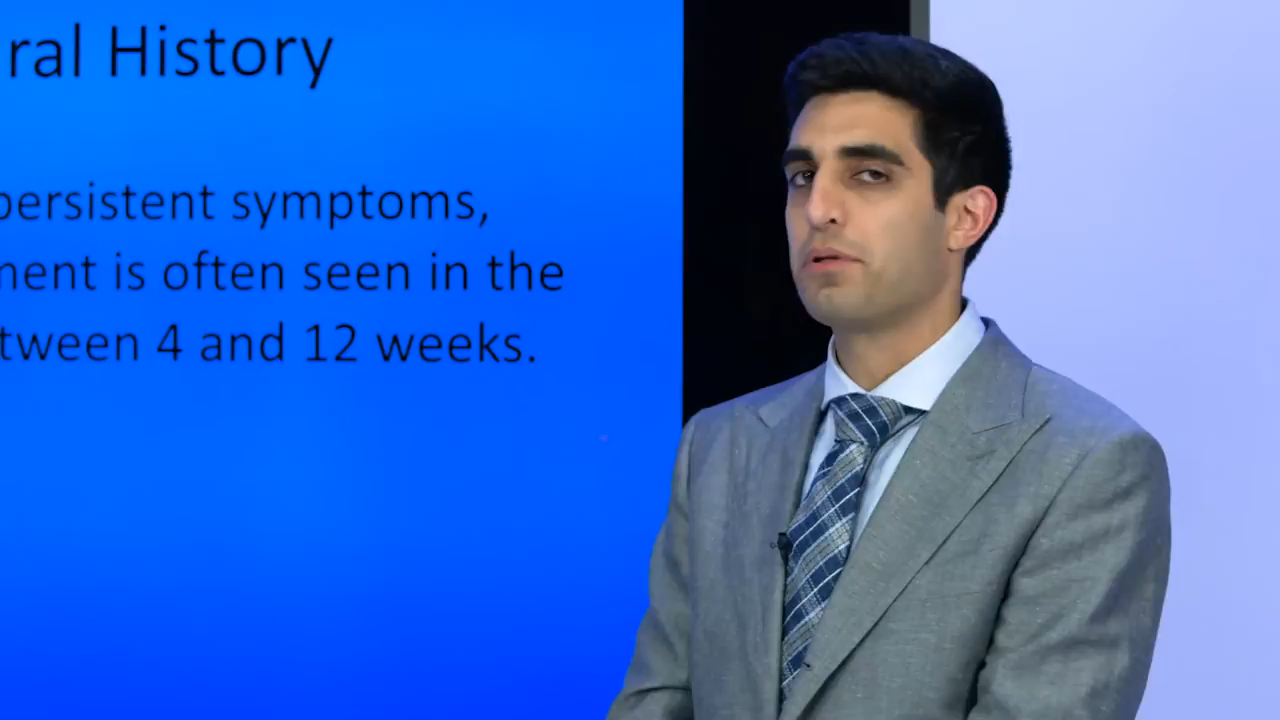 ral History
persistent symptoms,
ment is often seen in the
tween 4 and 12 weeks.